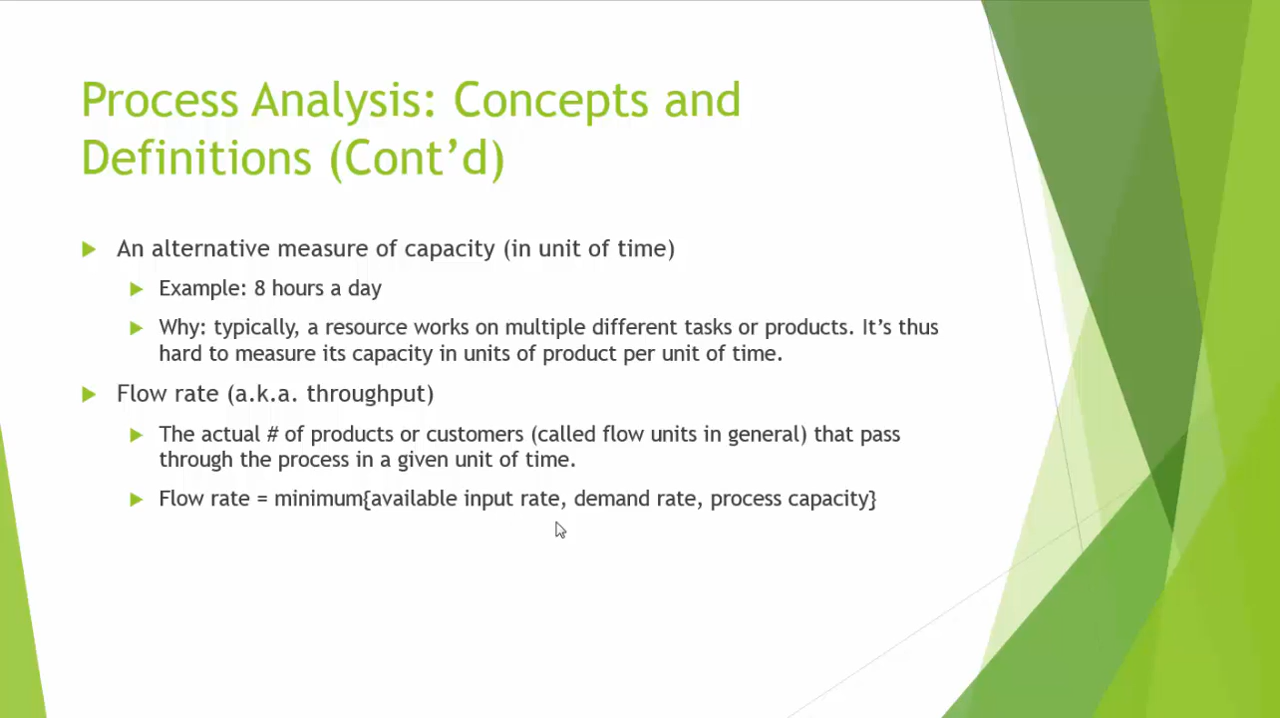 Process Analysis: Concepts and
Definitions (Cont’d)
An alternative measure of capacity (in unit of time)
Example: 8 hours a day
Why: typically, a resource works on multiple different tasks or products. It’s thus
hard to measure its capacity in units of product per unit of time.
Flow rate (a.k.a. throughput)
The actual # of products or customers (called flow units in general) that pass
through the process in a given unit of time.
Flow rate = minimum{available input rate, demand rate, process capacity}